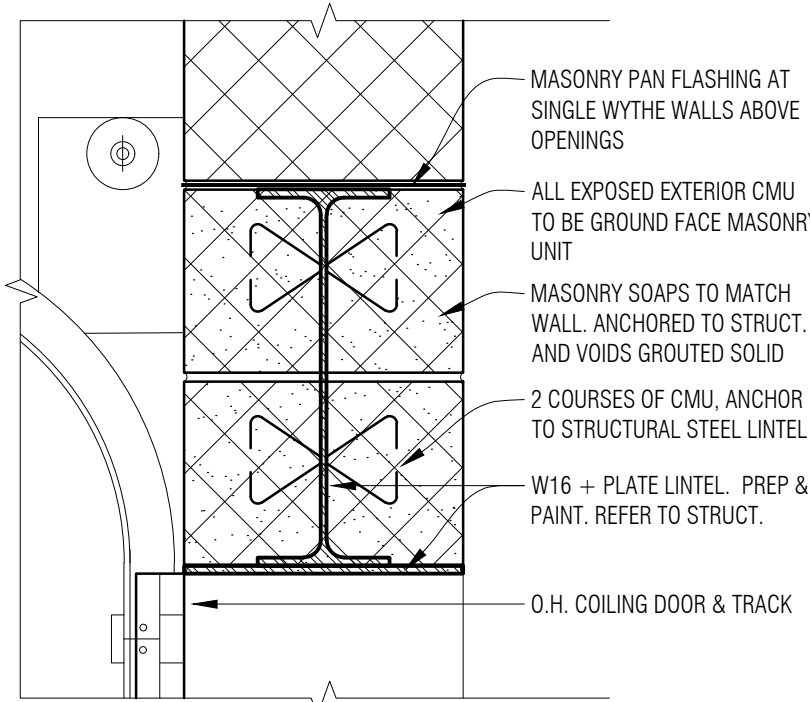 MASONRY PAN FLASHING AT
SINGLE WYTHE WALLS ABOVE
OPENINGS
ALL EXPOSED EXTERIOR CMU
TO BE GROUND FACE MASONRY
UNIT
MASONRY SOAPS TO MATCH
WALL. ANCHORED TO STRUCT.
AND VOIDS GROUTED SOLID
2 COURSES OF CMU, ANCHOR
TO STRUCTURAL STEEL LINTEL
W16 + PLATE LINTEL. PREP &
PAINT. REFER TO STRUCT.
O.H. COILING DOOR & TRACK